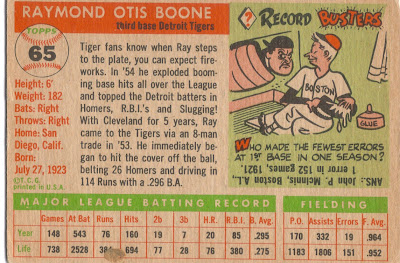 RAYMOND OTIS BOONE
third base Detroit Tigers
TOPPS
65
Height: 6'
Weight: 182
Bats: Right
Throws: Right
Home: San
Diego, Calif.
Born:
July 27, 1923
© T. C. G.
PRINTED IN U.S.A.
Tiger fans know when Ray steps
to the plate, you can expect fire-
works. In '54 he exploded boom-
ing base hits all over the League
and topped the Detroit batters in
Homers, R.B.I.'s and Slugging!
With Cleveland for 5 years, Ray
came to the Tigers via an 8-man
trade in '53. He immediately be-
gan to hit the cover off the ball,
belting 26 Homers and driving in
114 Runs with a .296 B.A.
? RECORD BUSTERS
BOSTON
GLUE
WHO MADE THE FEWEST ERRORS
AT 1ST BASE IN ONE SEASON?
ANS.: John P. McInnis, Boston A.L.,
1 error in 152 games, 1921.
MAJOR LEAGUE BATTING RECORD
Games At Bat Runs Hits 2b 3b H.R. R.B.I. B. Avg.
Year 148 543 76 160 19 7 20 85 .295
Life 738 2528 384 694 77 28 76 380 .275
FIELDING
P.O. Assists Errors F. Avg.
170 332 19 .964
1183 1806 151 .952